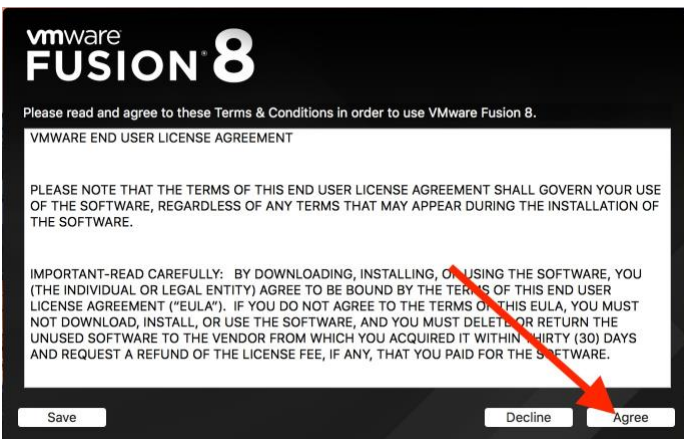 vmware
FUSION 8
Please read and agree to these Terms & Conditions in order to use VMware Fusion 8.
VMWARE END USER LICENSE AGREEMENT
PLEASE NOTE THAT THE TERMS OF THIS END USER LICENSE AGREEMENT SHALL GOVERN YOUR USE
OF THE SOFTWARE, REGARDLESS OF ANY TERMS THAT MAY APPEAR DURING THE INSTALLATION OF
THE SOFTWARE.
IMPORTANT-READ CAREFULLY: BY DOWNLOADING, INSTALLING, OR USING THE SOFTWARE, YOU
(THE INDIVIDUAL OR LEGAL ENTITY) AGREE TO BE BOUND BY THE TERMS OF THIS END USER
LICENSE AGREEMENT (“EULA”). IF YOU DO NOT AGREE TO THE TERMS OF THIS EULA, YOU MUST
NOT DOWNLOAD, INSTALL, OR USE THE SOFTWARE, AND YOU MUST DELETE OR RETURN THE
UNUSED SOFTWARE TO THE VENDOR FROM WHICH YOU ACQUIRED IT WITHIN THIRTY (30) DAYS
AND REQUEST A REFUND OF THE LICENSE FEE, IF ANY, THAT YOU PAID FOR THE SOFTWARE.
Save Decline Agree